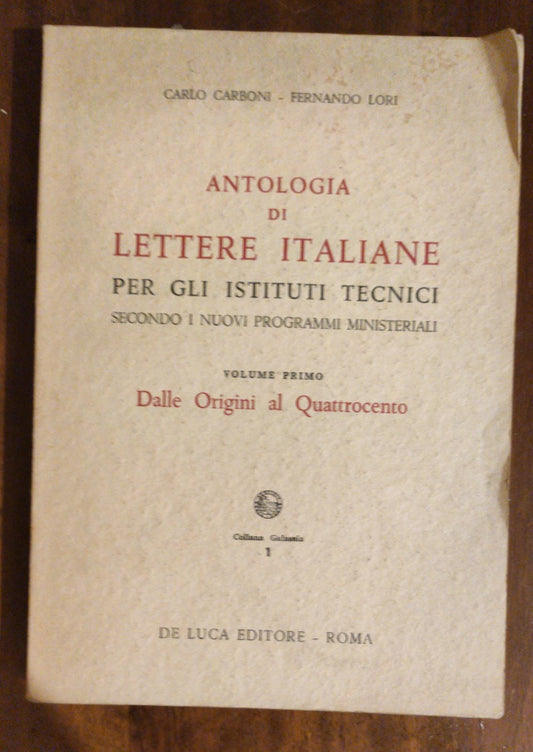 CARLO CARBONI - FERNANDO LORI
ANTOLOGIA
DI
LETTERE ITALIANE
PER GLI ISTITUTI TECNICI
SECONDO I NUOVI PROGRAMMI MINISTERIALI
VOLUME PRIMO
Dalle Origini al Quattrocento
Collana
1
DE LUCA EDITORE - ROMA